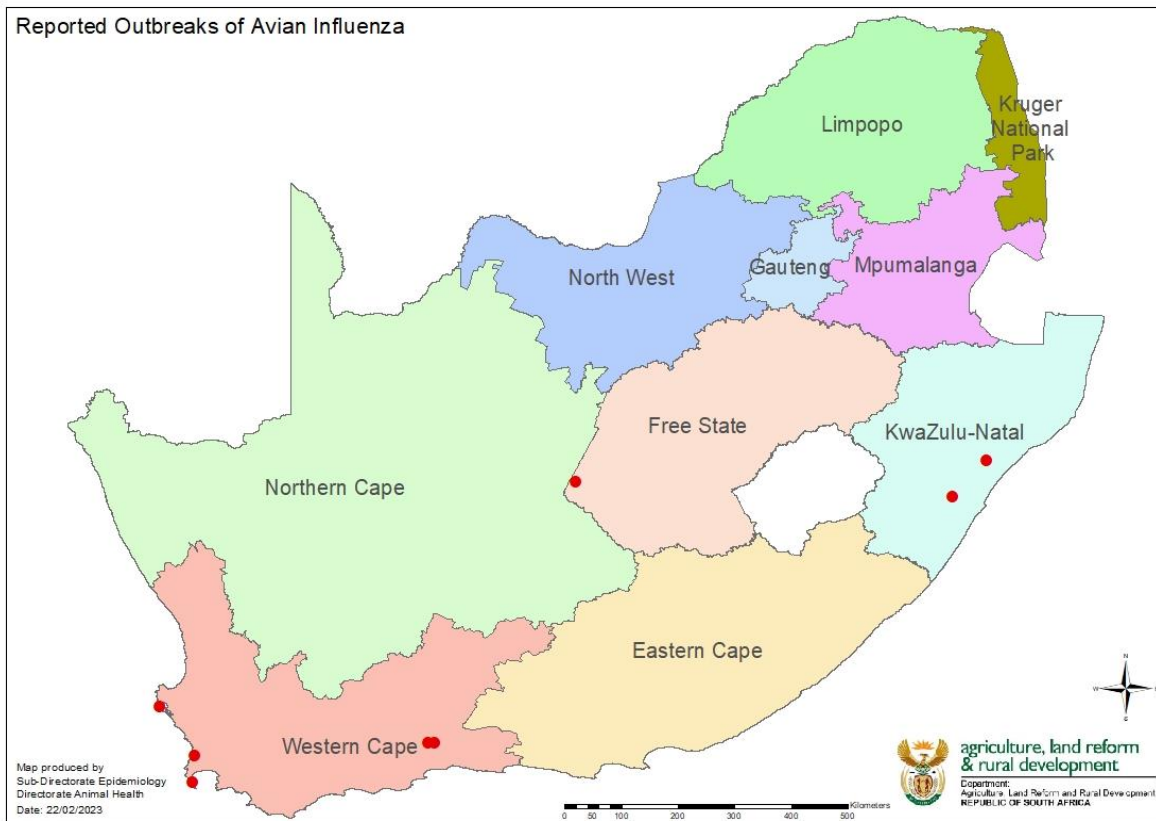 Reported Outbreaks of Avian Influenza
Limpopo
Kruger
National
Park
North West
Gauteng
Mpumalanga
Free State
KwaZulu-Natal
Northern Cape
Eastern Cape
Western Cape
N
W
S
Map produced by
Sub-Directorate Epidemiology
Directorate Animal Health
Date: 22/02/2023
Kilometers
0 50 100 200 300 400 500
agriculture, land reform
& rural development
Department:
Agriculture, Land Reform and Rural Development
REPUBLIC OF SOUTH AFRICA